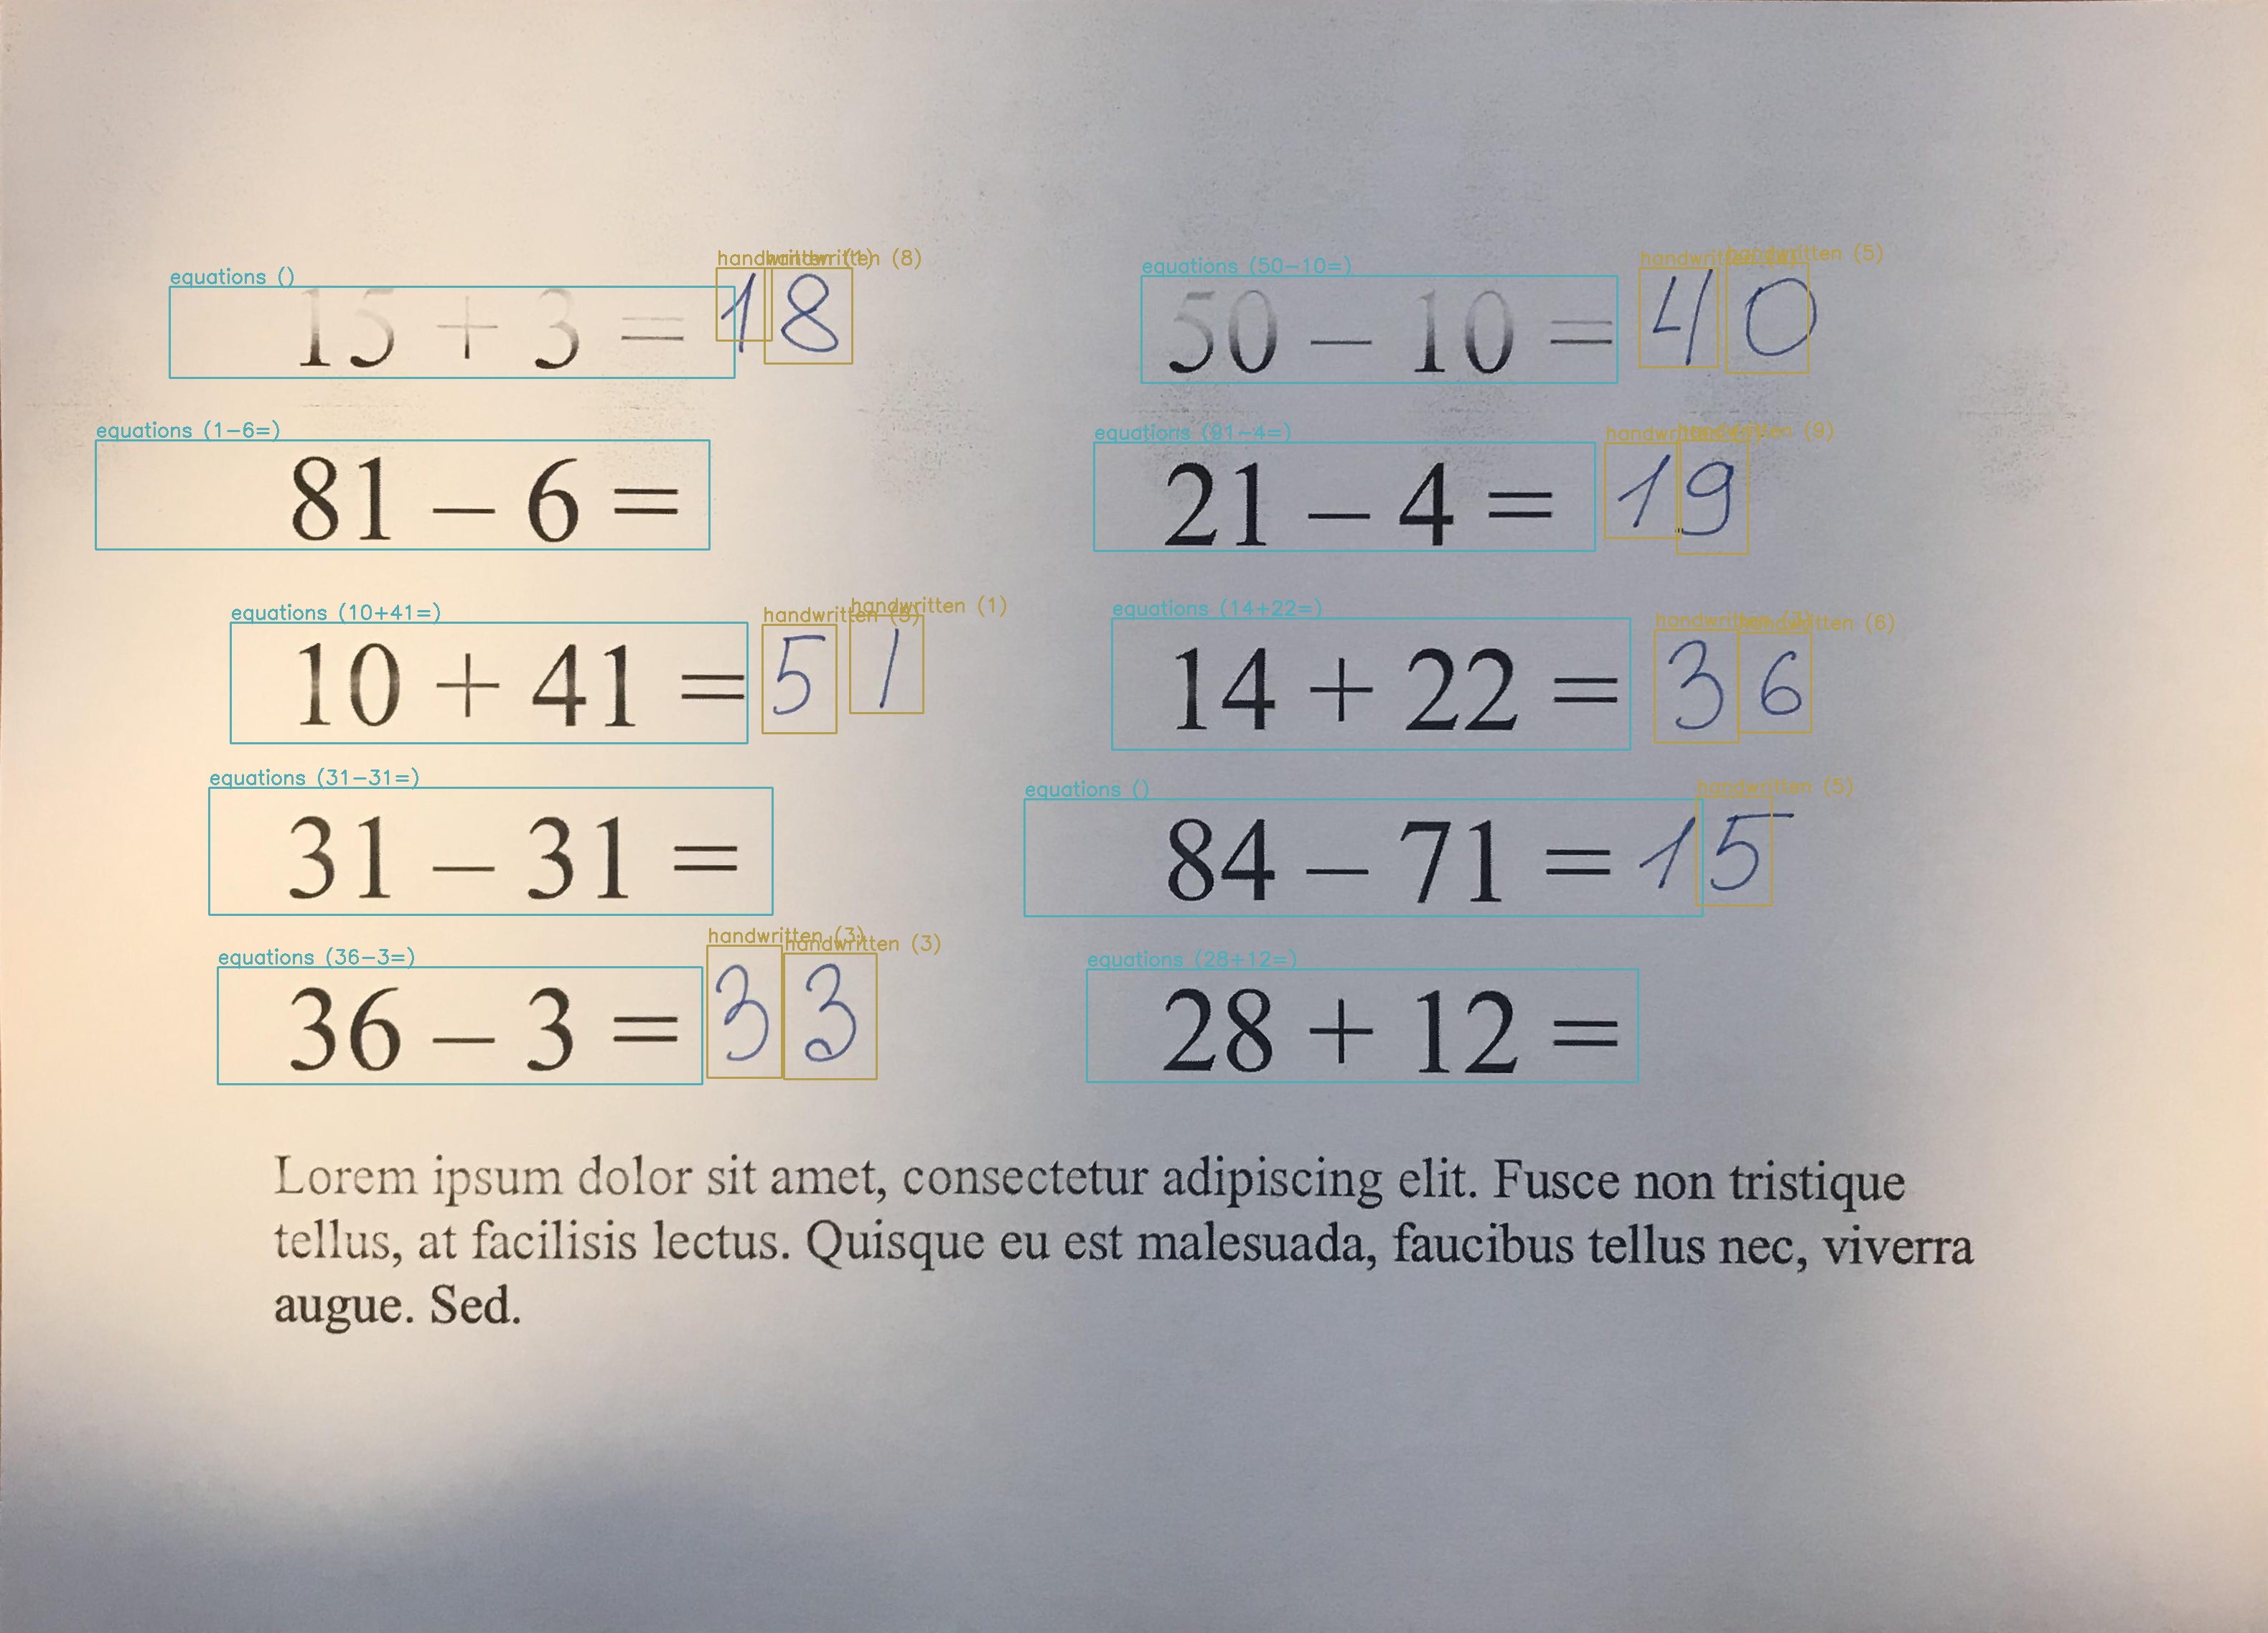 equations () handwritten (1) handwritten (8) equations (50-10=) handwritten (4) handwritten (5)
15 + 3 = 18 50 – 10 = 40
equations (1-6=) equations (91-4=) handwritten handwritten (9)
81 – 6 = 21 – 4 = 19
equations (10+41=) handwritten (5) handwritten (1) equations (14+22=) handwritten (3) handwritten (6)
10 + 41 = 51 14 + 22 = 36
equations (31-31=) equations () handwritten (5)
31 – 31 = 84 – 71 = 15
equations (36-3=) handwritten (3) handwritten (3) equations (28+12=)
36 – 3 = 33 28 + 12 =
Lorem ipsum dolor sit amet, consectetur adipiscing elit. Fusce non tristique
tellus, at facilisis lectus. Quisque eu est malesuada, faucibus tellus nec, viverra
augue. Sed.